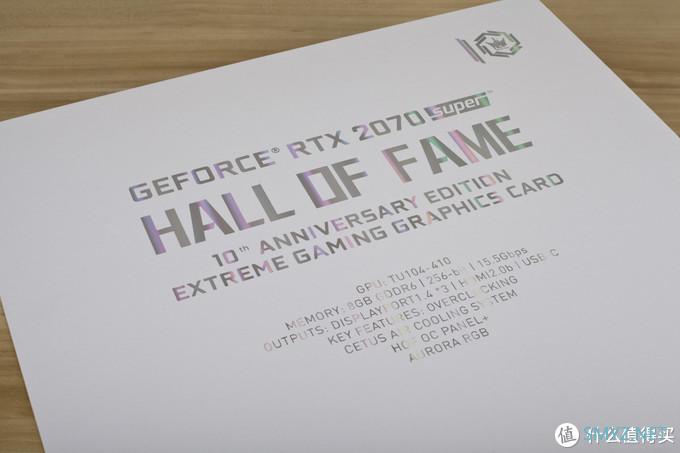 GEFORCE® RTX 2070 super™
HALL OF FAME
10th ANNIVERSARY EDITION
EXTREME GAMING GRAPHICS CARD
GPU: TU104-410
MEMORY: 8GB GDDR6 | 256-bit | 15.5Gbps
OUTPUTS: DISPLAYPORT1.4 *3 | HDMI2.0b | USB-C
KEY FEATURES: OVERCLOCKING
CETUS AIR COOLING SYSTEM
HOF OC PANEL+
AURORA RGB
值 什么值得买